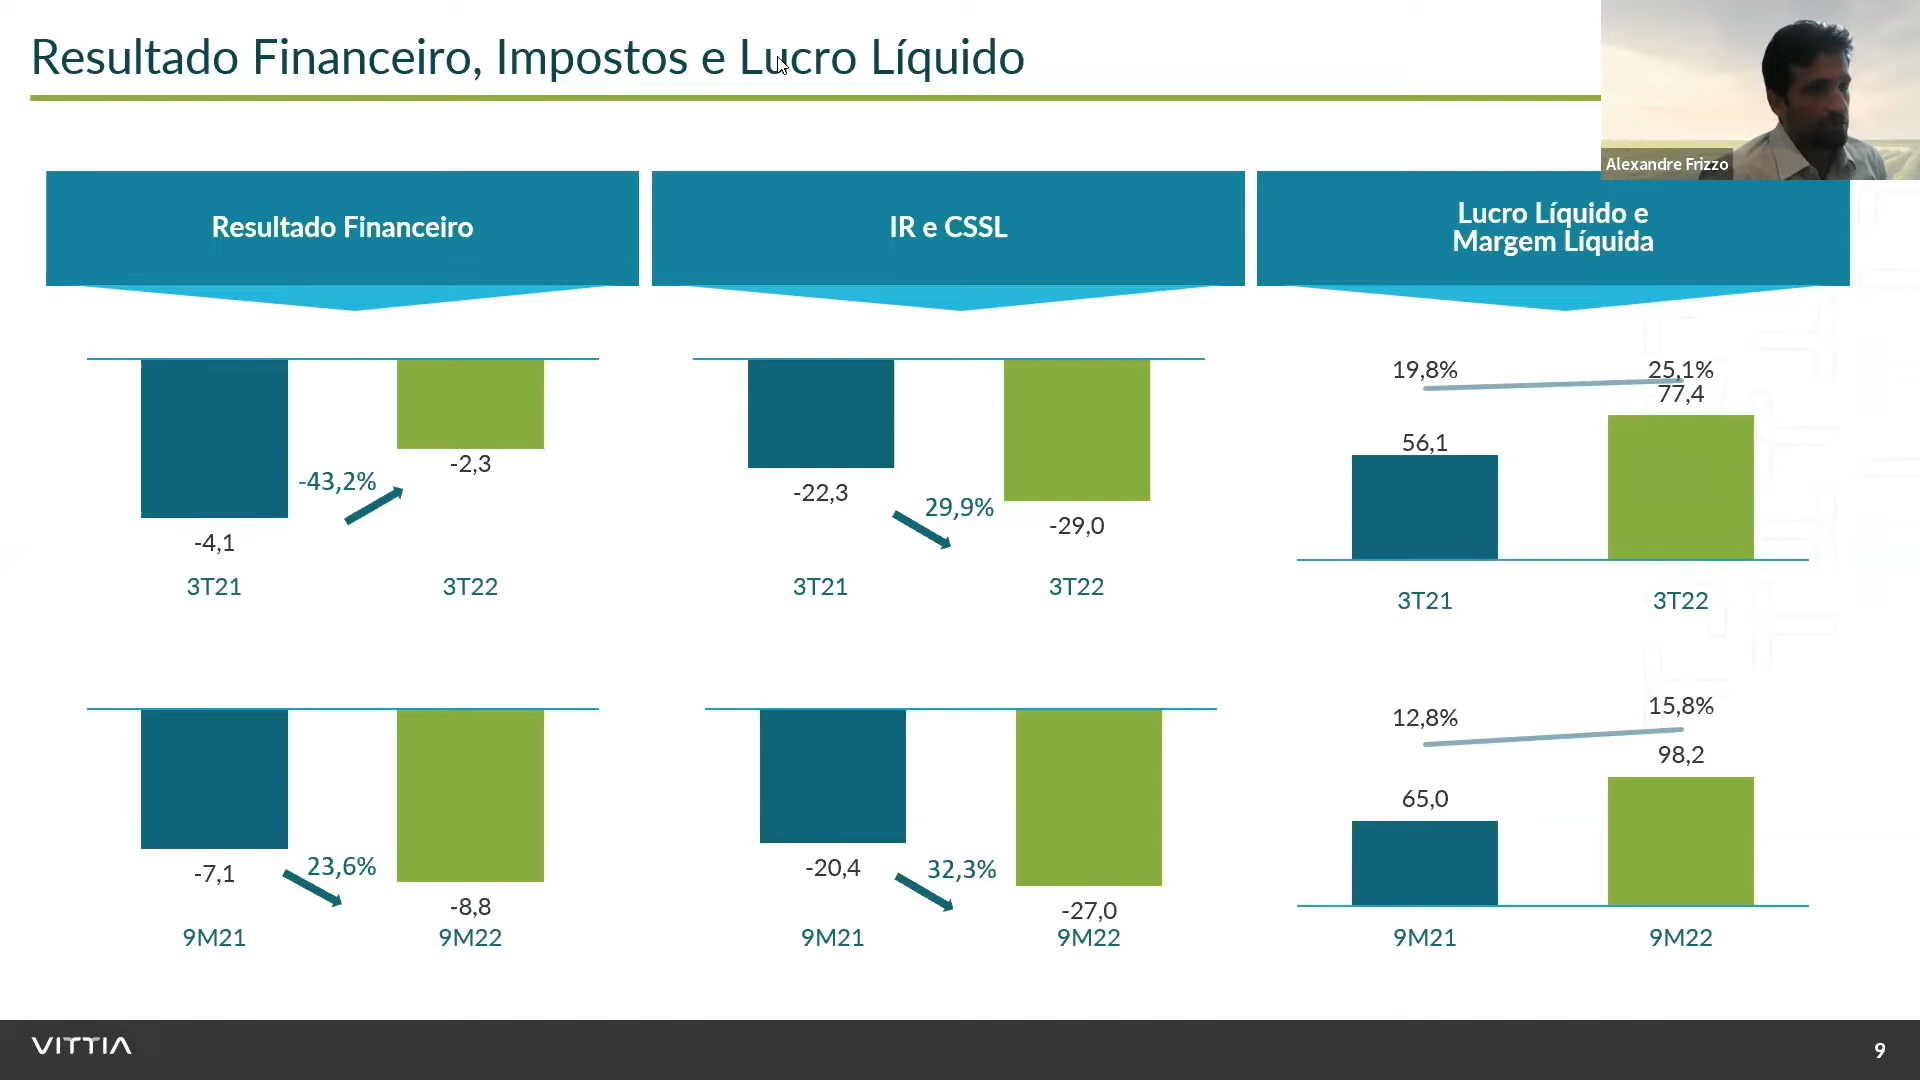 Resultado Financeiro, Impostos e Lucro Líquido
Alexandre Frizzo
Resultado Financeiro
IR e CSSL
Lucro Líquido e
Margem Líquida
-4,1
-43,2%
-2,3
3T21
3T22
-22,3
29,9%
-29,0
3T21
3T22
19,8%
25,1%
56,1
77,4
3T21
3T22
-7,1
23,6%
-8,8
9M21
9M22
-20,4
32,3%
-27,0
9M21
9M22
12,8%
15,8%
65,0
98,2
9M21
9M22
VITTIA
9